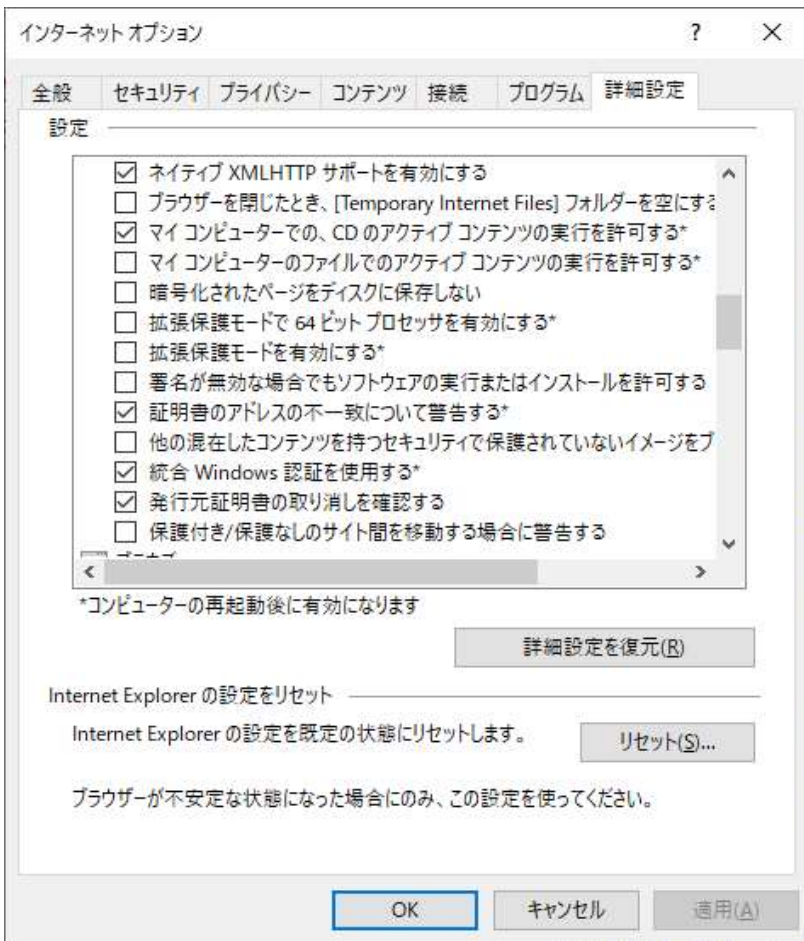 インターネット オプション
?
×
全般 セキュリティ プライバシー コンテンツ 接続 プログラム 詳細設定
設定
ネイティブ XMLHTTP サポートを有効にする
ブラウザーを閉じたとき、[Temporary Internet Files] フォルダーを空にする
マイ コンピューターでの、CD のアクティブ コンテンツの実行を許可する*
マイ コンピューターのファイルでのアクティブ コンテンツの実行を許可する*
暗号化されたページをディスクに保存しない
拡張保護モードで 64 ビット プロセッサを有効にする*
拡張保護モードを有効にする*
署名が無効な場合でもソフトウェアの実行またはインストールを許可する
証明書のアドレスの不一致について警告する*
他の混在したコンテンツを持つセキュリティで保護されていないイメージをブ
統合 Windows 認証を使用する*
発行元証明書の取り消しを確認する
保護付き/保護なしのサイト間を移動する場合に警告する
*コンピューターの再起動後に有効になります
詳細設定を復元(R)
Internet Explorer の設定をリセット
Internet Explorer の設定を既定の状態にリセットします。
リセット(S)...
ブラウザーが不安定な状態になった場合にのみ、この設定を使ってください。
OK キャンセル 適用(A)